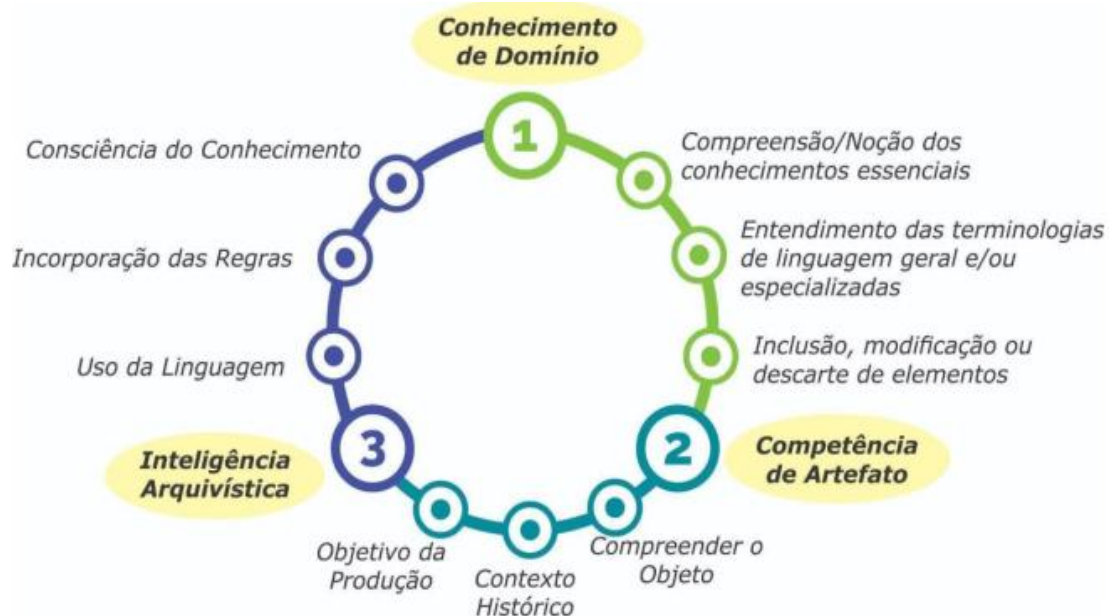 Conhecimento
de Domínio
1
Compreensão/Noção dos
conhecimentos essenciais
Entendimento das terminologias
de linguagem geral e/ou
especializadas
Inclusão, modificação ou
descarte de elementos
2
Competência
de Artefato
Compreender o
Objeto
Contexto
Histórico
Objetivo da
Produção
3
Inteligência
Arquivística
Uso da Linguagem
Incorporação das Regras
Consciência do Conhecimento